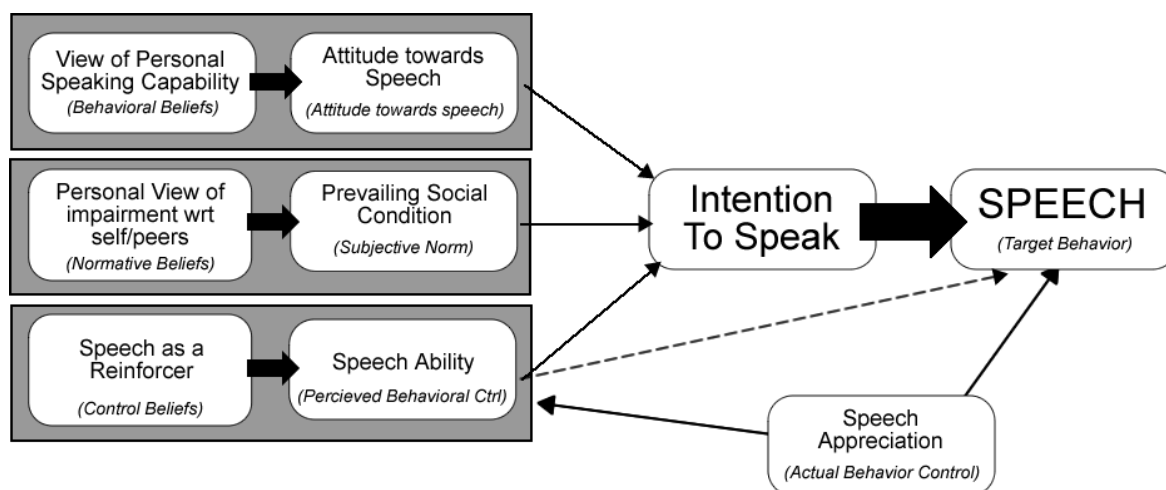 View of Personal
Speaking Capability
(Behavioral Beliefs)
Attitude towards
Speech
(Attitude towards speech)
Personal View of
impairment wrt
self/peers
(Normative Beliefs)
Prevailing Social
Condition
(Subjective Norm)
Speech as a
Reinforcer
(Control Beliefs)
Speech Ability
(Percieved Behavioral Ctrl)
Intention
To Speak
SPEECH
(Target Behavior)
Speech
Appreciation
(Actual Behavior Control)